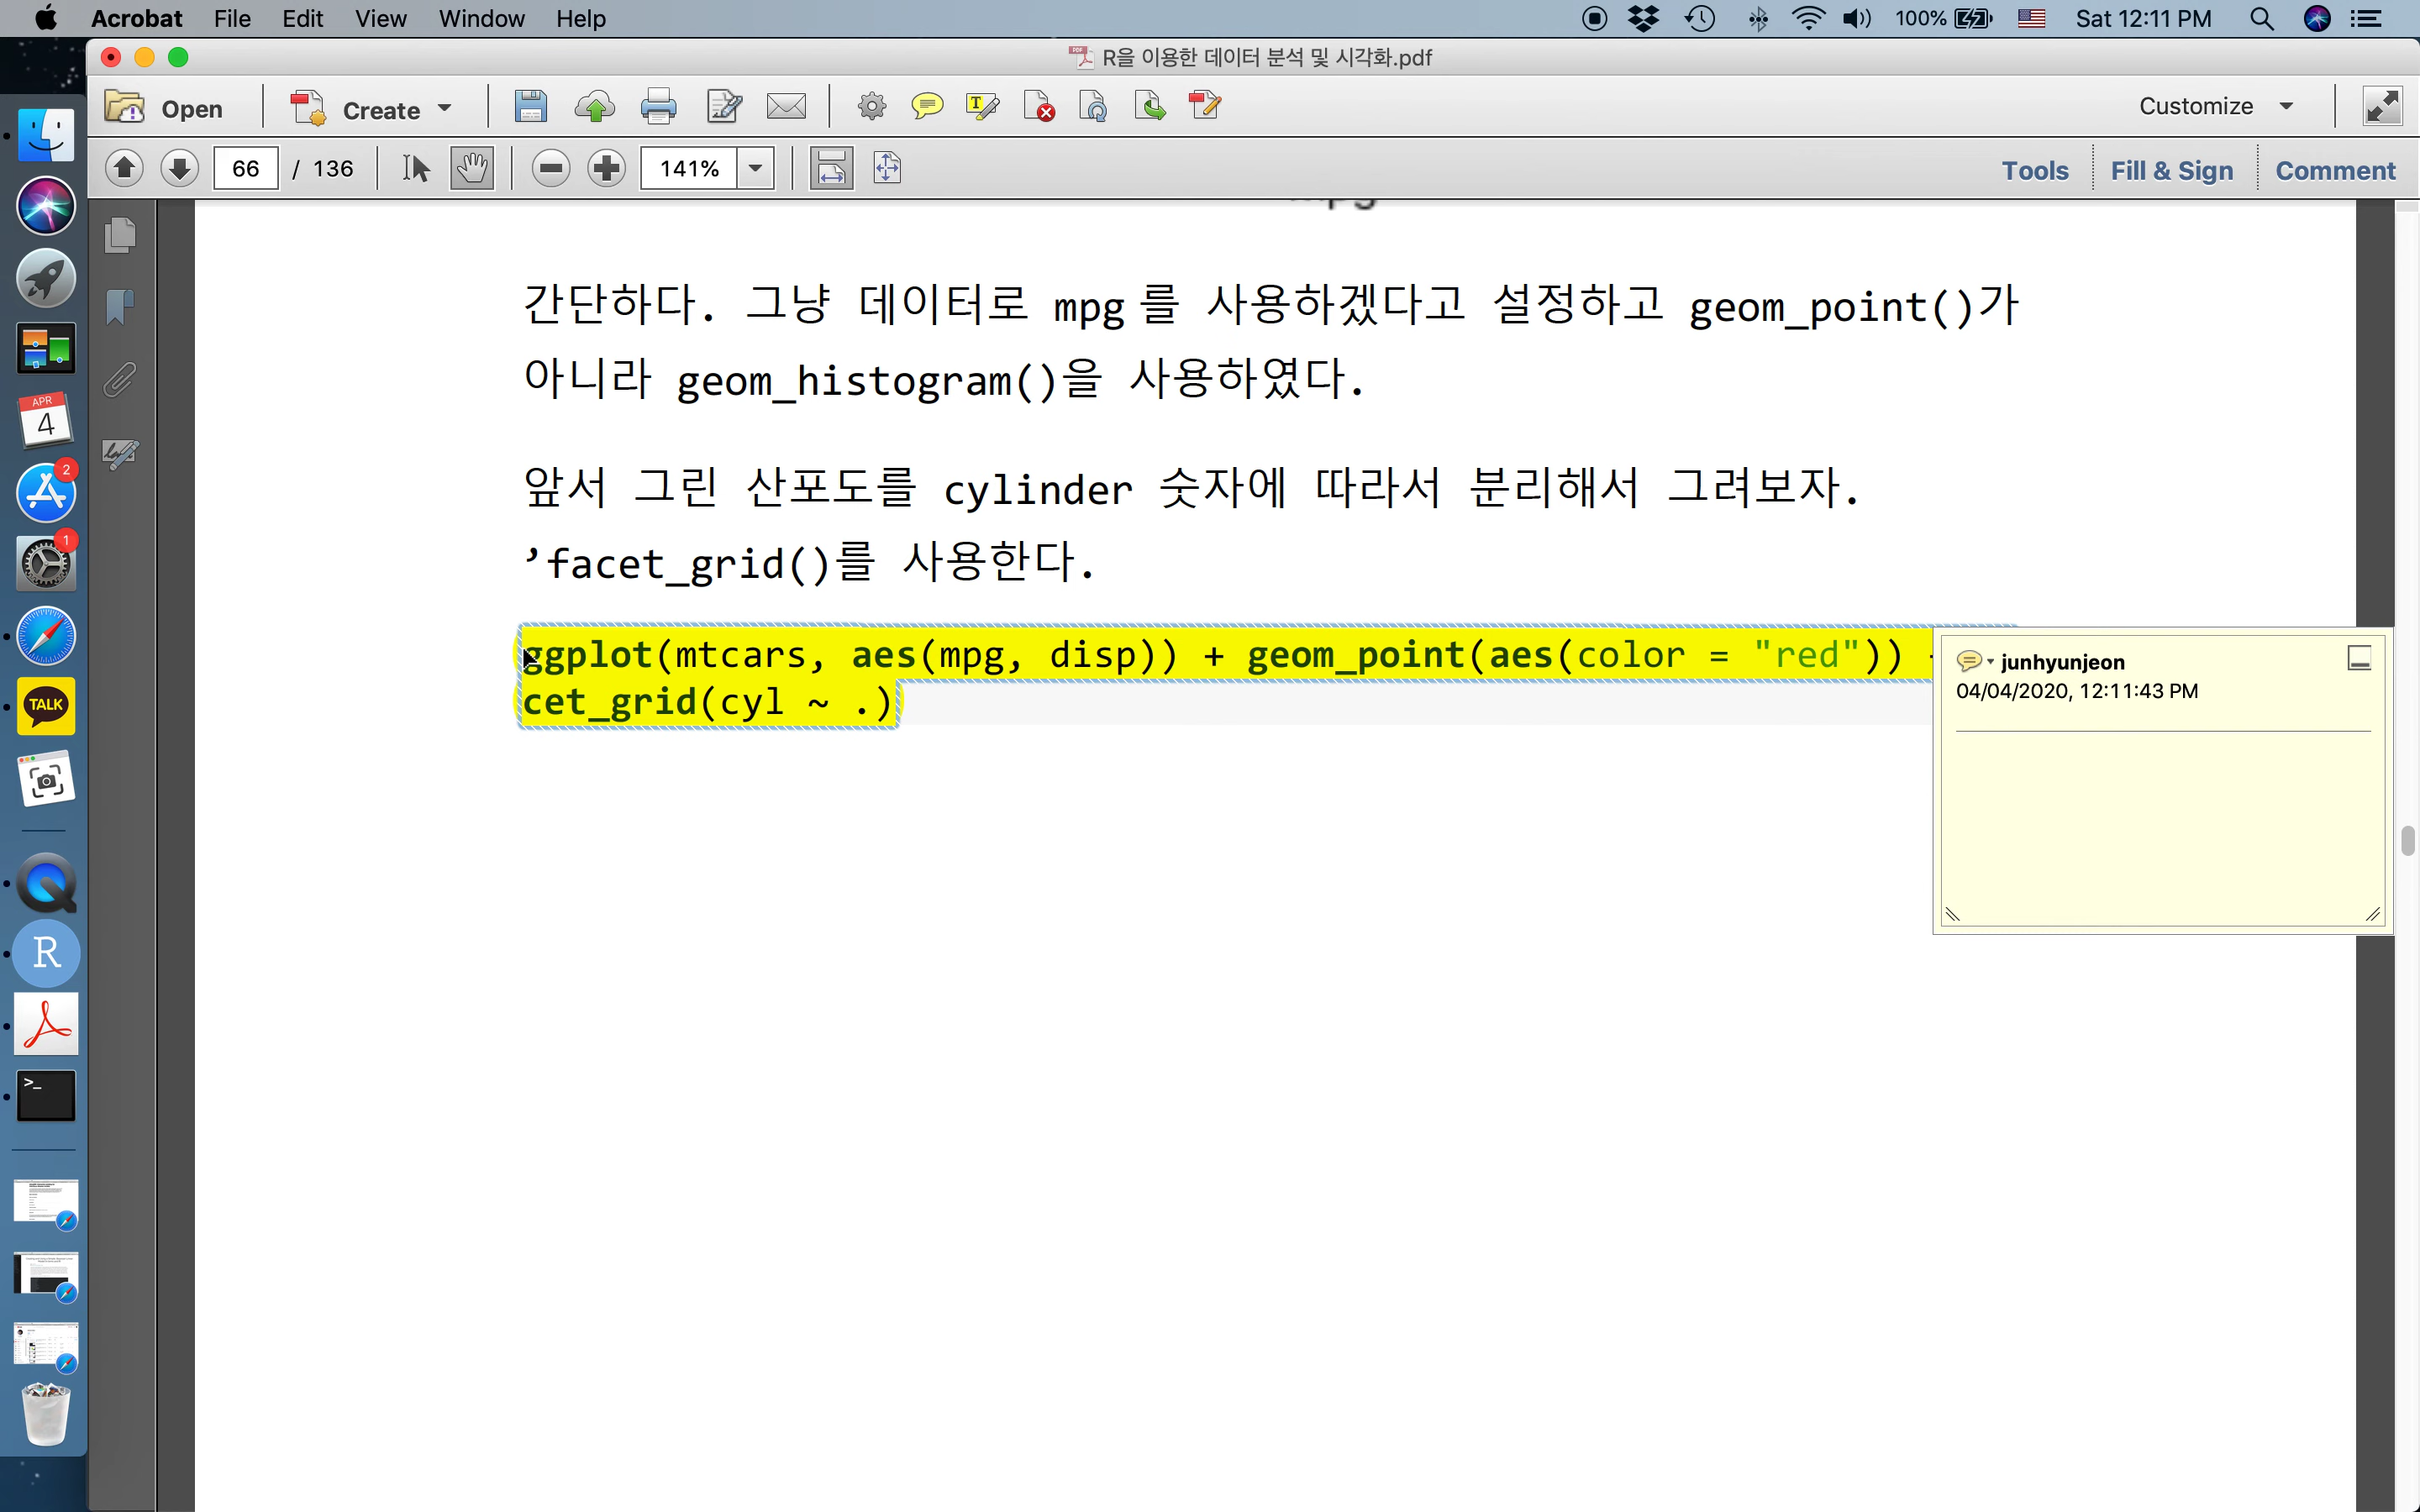 Acrobat File Edit View Window Help 100% Sat 12:11 PM
R을 이용한 데이터 분석 및 시각화.pdf
Open Create Customize
66 / 136 141% Tools Fill & Sign Comment
간단하다. 그냥 데이터로 mpg 를 사용하겠다고 설정하고 geom_point()가
아니라 geom_histogram()을 사용하였다.
앞서 그린 산포도를 cylinder 숫자에 따라서 분리해서 그려보자.
’facet_grid()를 사용한다.
ggplot(mtcars, aes(mpg, disp)) + geom_point(aes(color = "red"))
cet_grid(cyl ~ .)
junhyunjeon
04/04/2020, 12:11:43 PM
APR
4
2
1
TALK
R
>_